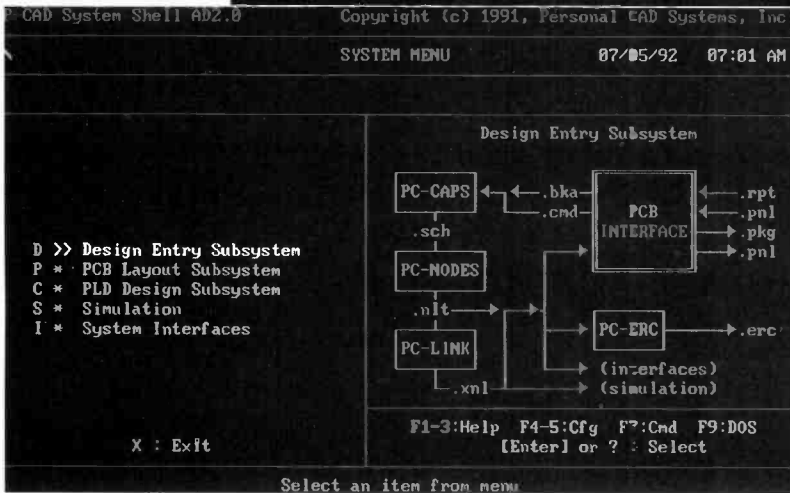 P-CAD System Shell AD2.0 Copyright (c) 1991, Personal CAD Systems, Inc
SYSTEM MENU 07/05/92 07:01 AM
Design Entry Subsystem
PC-CAPS .bka .rpt
.cmd PCB .pnl
.sch INTERFACE .pkg
.pnl
D >> Design Entry Subsystem
P * PCB Layout Subsystem PC-NODES
C * PLD Design Subsystem
S * Simulation .nlt
I * System Interfaces PC-ERC .erc
PC-LINK
(interfaces)
.xnl (simulation)
F1-3:Help F4-5:Cfg F7:Cmd F9:DOS
X : Exit [Enter] or ? : Select
Select an item from menu